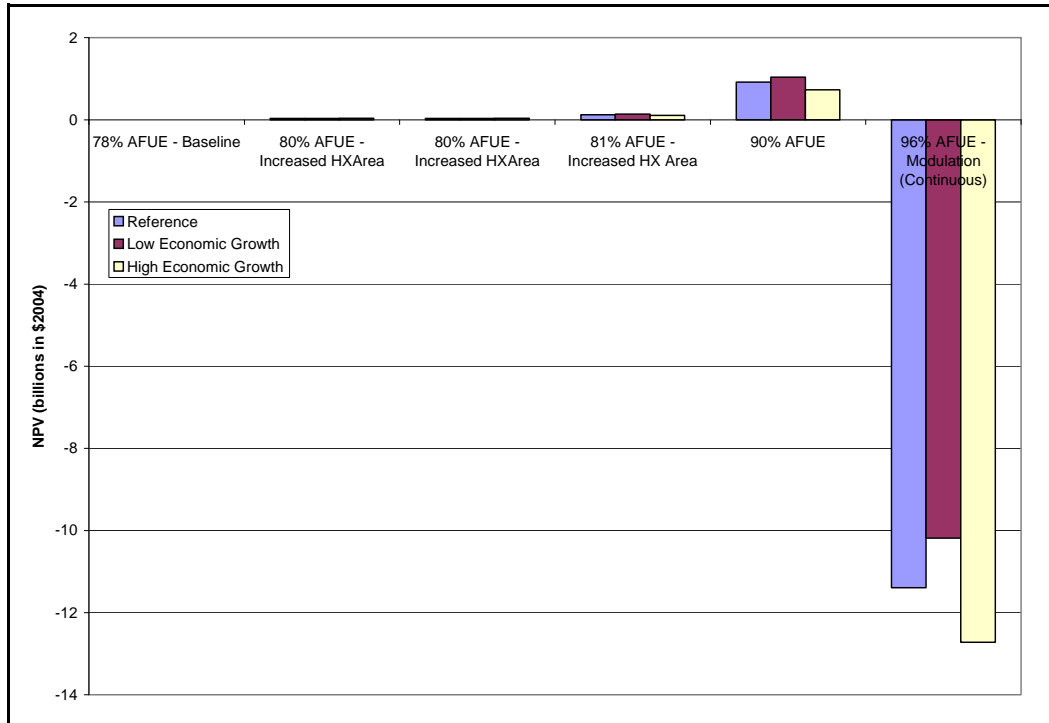 2
0
-2
-4
-6
-8
-10
-12
-14
NPV (billions in $2004)
78% AFUE - Baseline
80% AFUE -
Increased HXArea
80% AFUE -
Increased HXArea
81% AFUE -
Increased HX Area
90% AFUE
96% AFUE -
Modulation
(Continuous)
Reference
Low Economic Growth
High Economic Growth